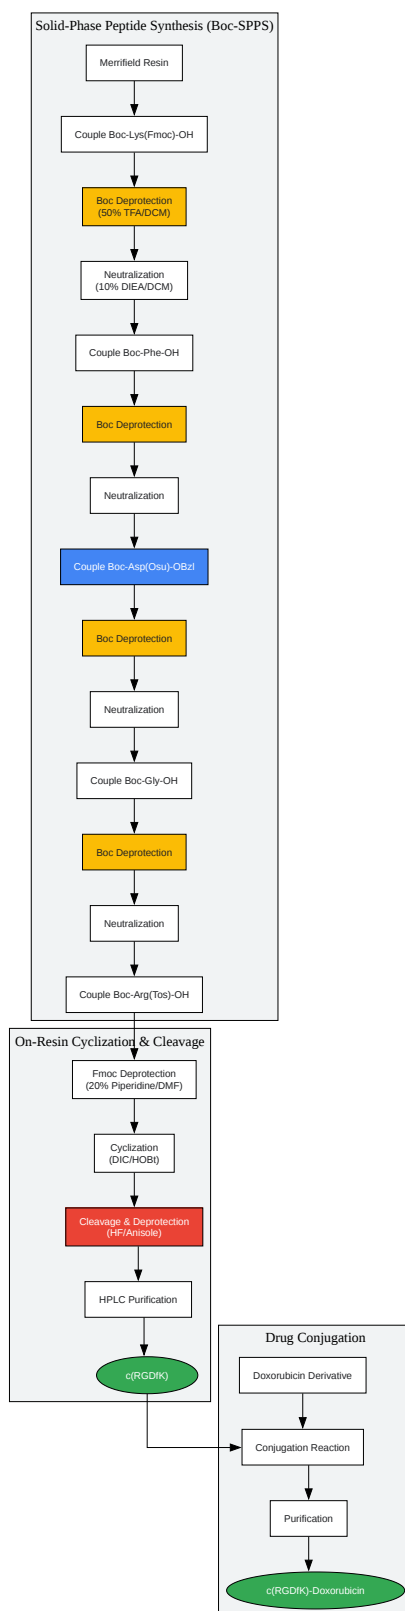 Solid-Phase Peptide Synthesis (Boc-SPPS)
Merrifield Resin
Couple Boc-Lys(Fmoc)-OH
Boc Deprotection
(50% TFA/DCM)
Neutralization
(10% DIEA/DCM)
Couple Boc-Phe-OH
Boc Deprotection
Neutralization
Couple Boc-Asp(Osu)-OBzl
Boc Deprotection
Neutralization
Couple Boc-Gly-OH
Boc Deprotection
Neutralization
Couple Boc-Arg(Tos)-OH
On-Resin Cyclization & Cleavage
Fmoc Deprotection
(20% Piperidine/DMF)
Cyclization
(DIC/HOBt)
Cleavage & Deprotection
(HF/Anisole)
HPLC Purification
c(RGDfK)
Drug Conjugation
Doxorubicin Derivative
Conjugation Reaction
Purification
c(RGDfK)-Doxorubicin